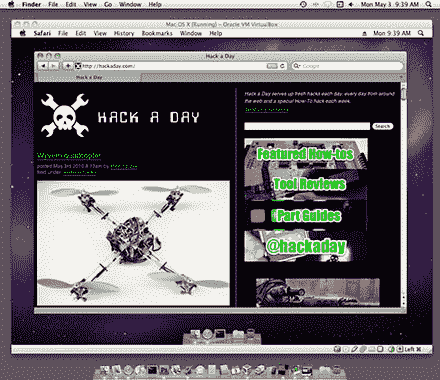 Finder File Edit View Go Window Help
Mon May 3 9:39 AM
Mac OS X [Running] – Oracle VM VirtualBox
Safari File Edit View History Bookmarks Window Help
Mon 9:39 AM
Hack a Day
http://hackaday.com/
Google
Hack a Day
HACK A DAY
Hack a Day serves up fresh hacks each day, every day from around
the web and a special How-To hack each week.
Search
posted May 3rd 2010
filed under:
Featured How-tos
Tool Reviews
Part Guides
@hackaday
Left ⌘